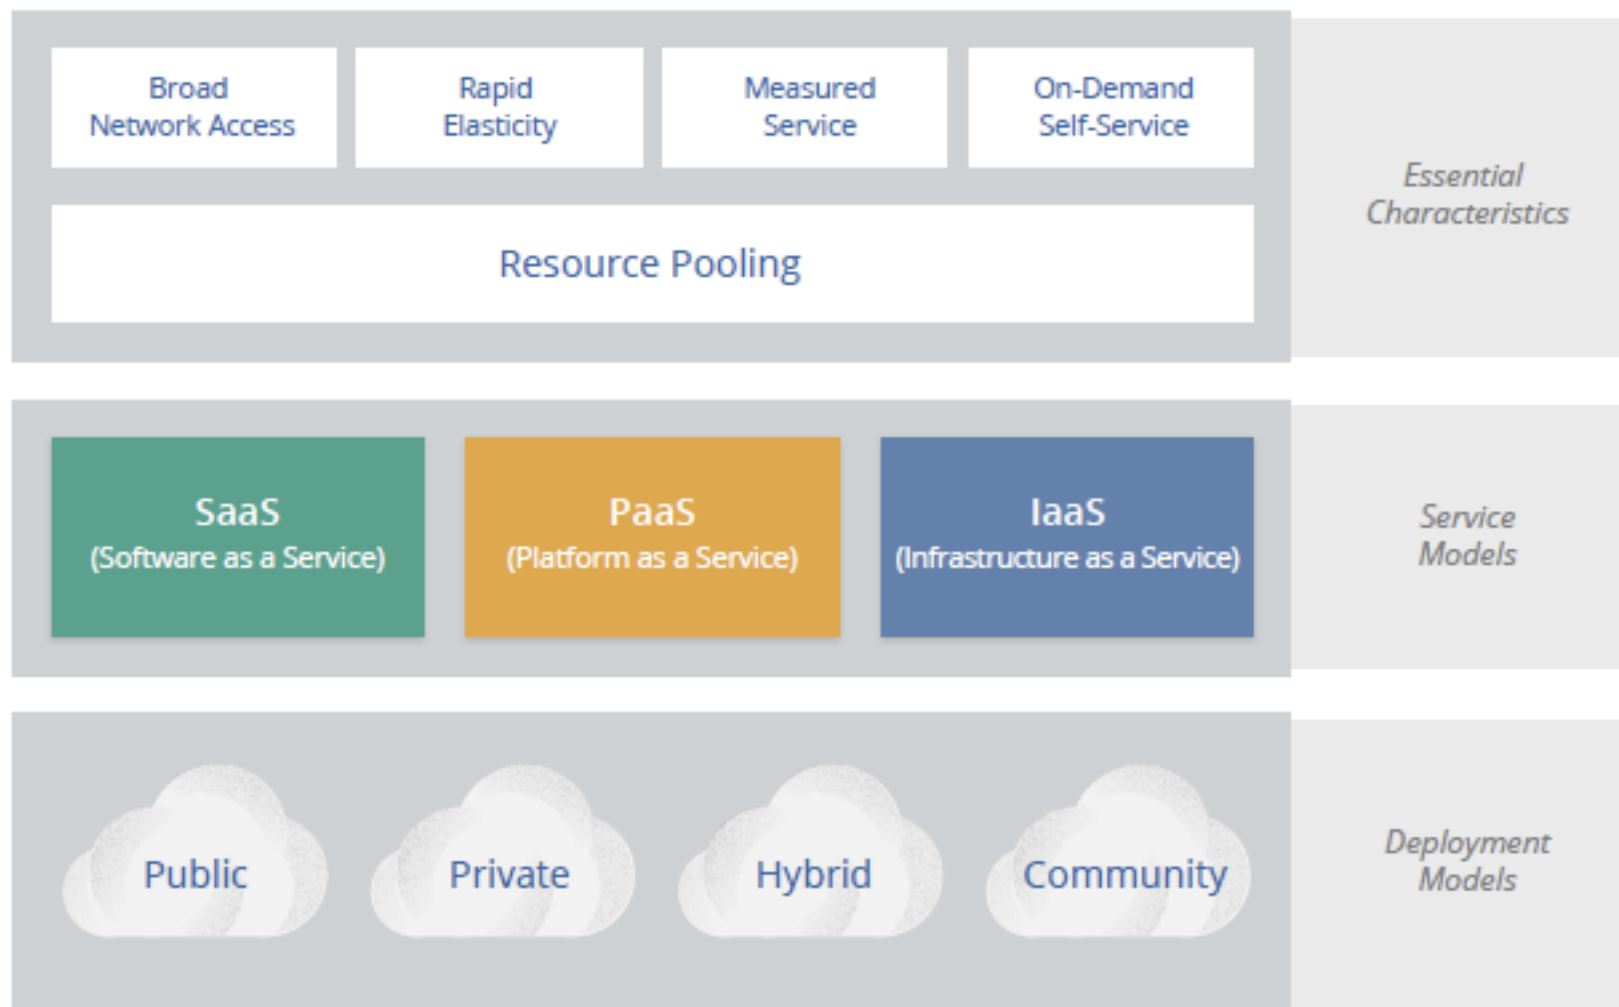 Broad
Network Access
Rapid
Elasticity
Measured
Service
On-Demand
Self-Service
Resource Pooling
Essential
Characteristics
SaaS
(Software as a Service)
PaaS
(Platform as a Service)
IaaS
(Infrastructure as a Service)
Service
Models
Public
Private
Hybrid
Community
Deployment
Models